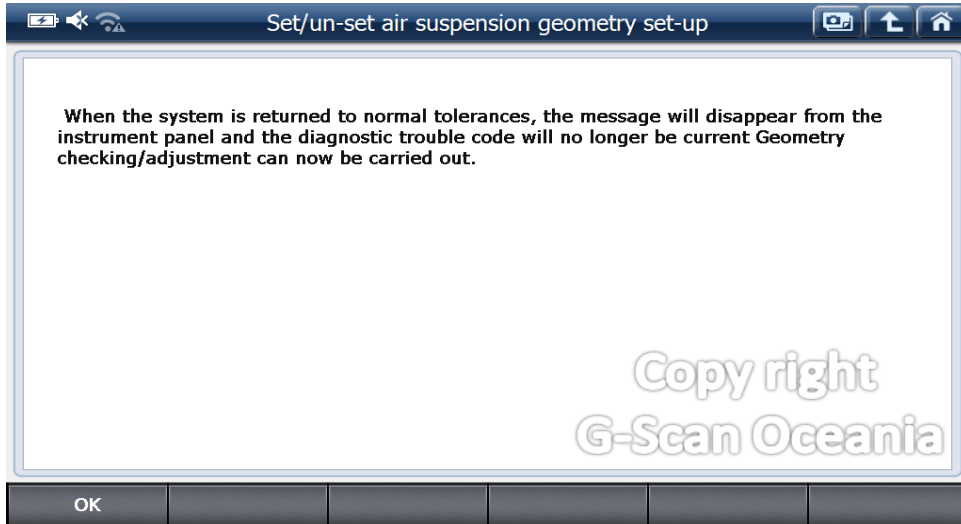 Set/un-set air suspension geometry set-up
When the system is returned to normal tolerances, the message will disappear from the
instrument panel and the diagnostic trouble code will no longer be current Geometry
checking/adjustment can now be carried out.
Copy right
G-Scan Oceania
OK